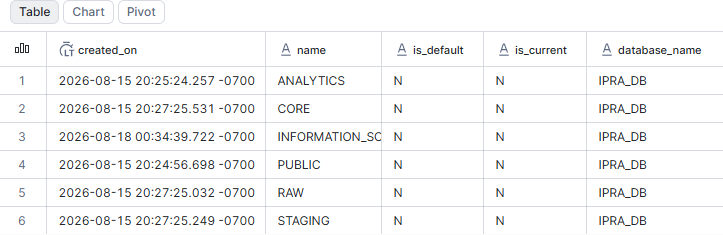 Table Chart Pivot
created_on name is_default is_current database_name
1 2026-08-15 20:25:24.257 -0700 ANALYTICS N N IPRA_DB
2 2026-08-15 20:27:25.531 -0700 CORE N N IPRA_DB
3 2026-08-18 00:34:39.722 -0700 INFORMATION_SC N N IPRA_DB
4 2026-08-15 20:24:56.698 -0700 PUBLIC N N IPRA_DB
5 2026-08-15 20:27:25.032 -0700 RAW N N IPRA_DB
6 2026-08-15 20:27:25.249 -0700 STAGING N N IPRA_DB